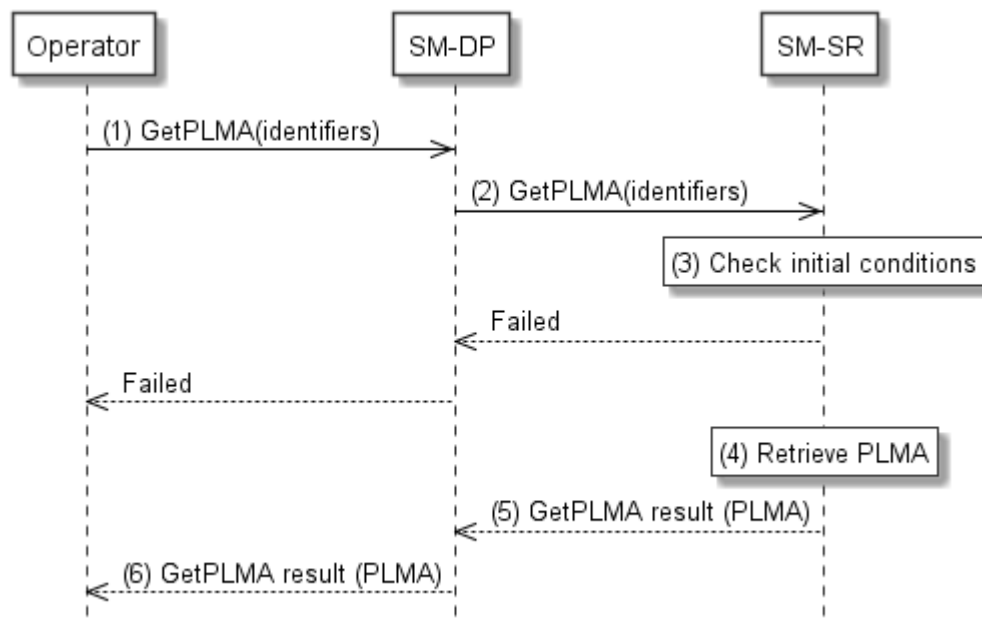 Operator
SM-DP
SM-SR
(1) GetPLMA(identifiers)
(2) GetPLMA(identifiers)
(3) Check initial conditions
Failed
Failed
(4) Retrieve PLMA
(5) GetPLMA result (PLMA)
(6) GetPLMA result (PLMA)